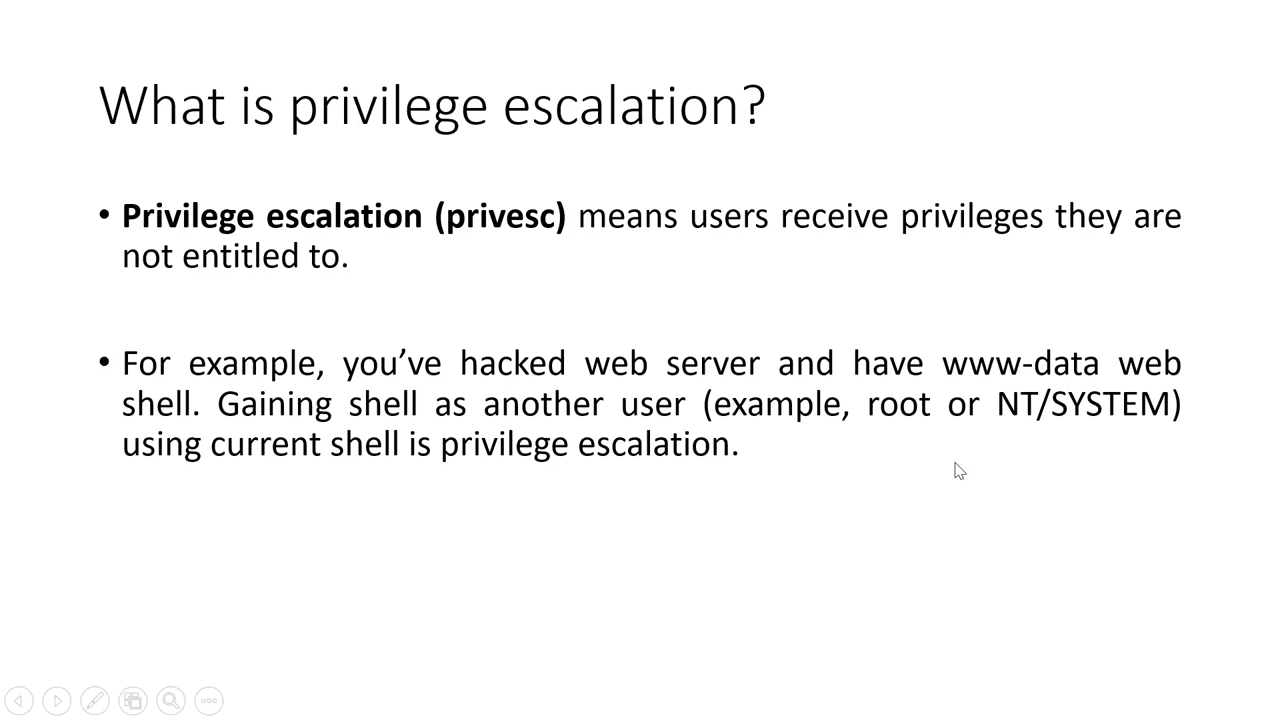 What is privilege escalation?
• Privilege escalation (privesc) means users receive privileges they are
not entitled to.
• For example, you’ve hacked web server and have www-data web
shell. Gaining shell as another user (example, root or NT/SYSTEM)
using current shell is privilege escalation.